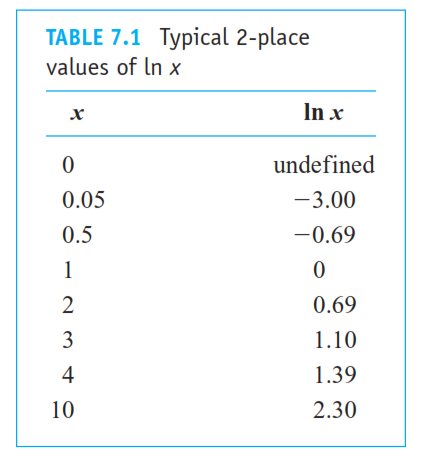 TABLE 7.1 Typical 2-place
values of ln x
x ln x
0 undefined
0.05 −3.00
0.5 −0.69
1 0
2 0.69
3 1.10
4 1.39
10 2.30